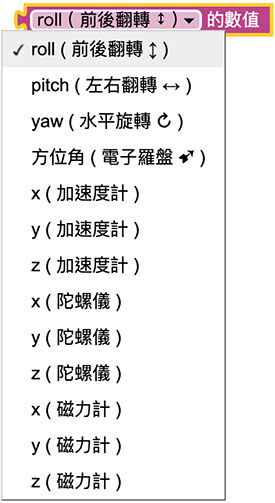 roll ( 前後翻轉 ↕ ) ▾ 的數值
✓ roll ( 前後翻轉 ↕ )
pitch ( 左右翻轉 ↔ )
yaw ( 水平旋轉 ↻ )
方位角 ( 電子羅盤 ➹ )
x ( 加速度計 )
y ( 加速度計 )
z ( 加速度計 )
x ( 陀螺儀 )
y ( 陀螺儀 )
z ( 陀螺儀 )
x ( 磁力計 )
y ( 磁力計 )
z ( 磁力計 )